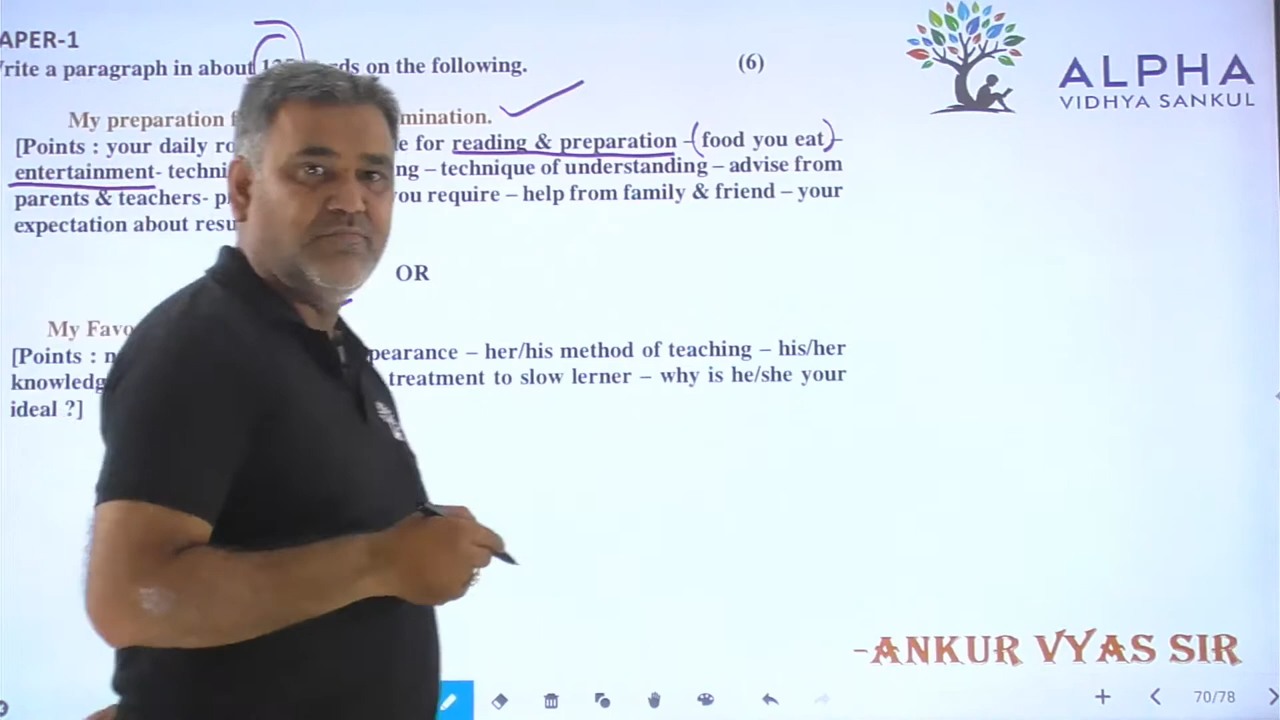 APER-1
rite a paragraph in about ds on the following. (6)
My preparation mination.
[Points : your daily ro e for reading & preparation -(food you eat)-
entertainment- techni ng – technique of understanding – advise from
parents & teachers- p ou require – help from family & friend – your
expectation about resu
OR
My Favo
[Points : n pearance – her/his method of teaching – his/her
knowledg treatment to slow lerner – why is he/she your
ideal ?]
ALPHA
VIDHYA SANKUL
-ANKUR VYAS SIR
70/78